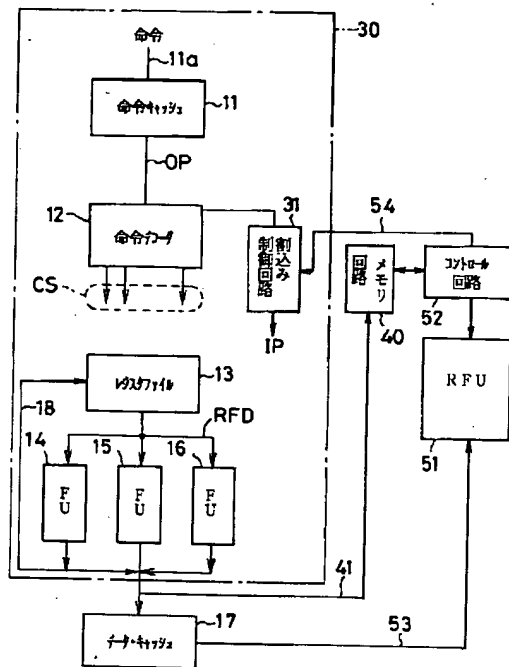 命令
11a
30
命令キャッシュ
11
OP
12
命令デコーダ
31
割込み
制御回路
54
メモリ
回路
40
コントロール
回路
52
CS
IP
レジスタファイル
13
RFU
51
18
RFD
14
15
16
FU
FU
FU
41
17
データ・キャッシュ
53